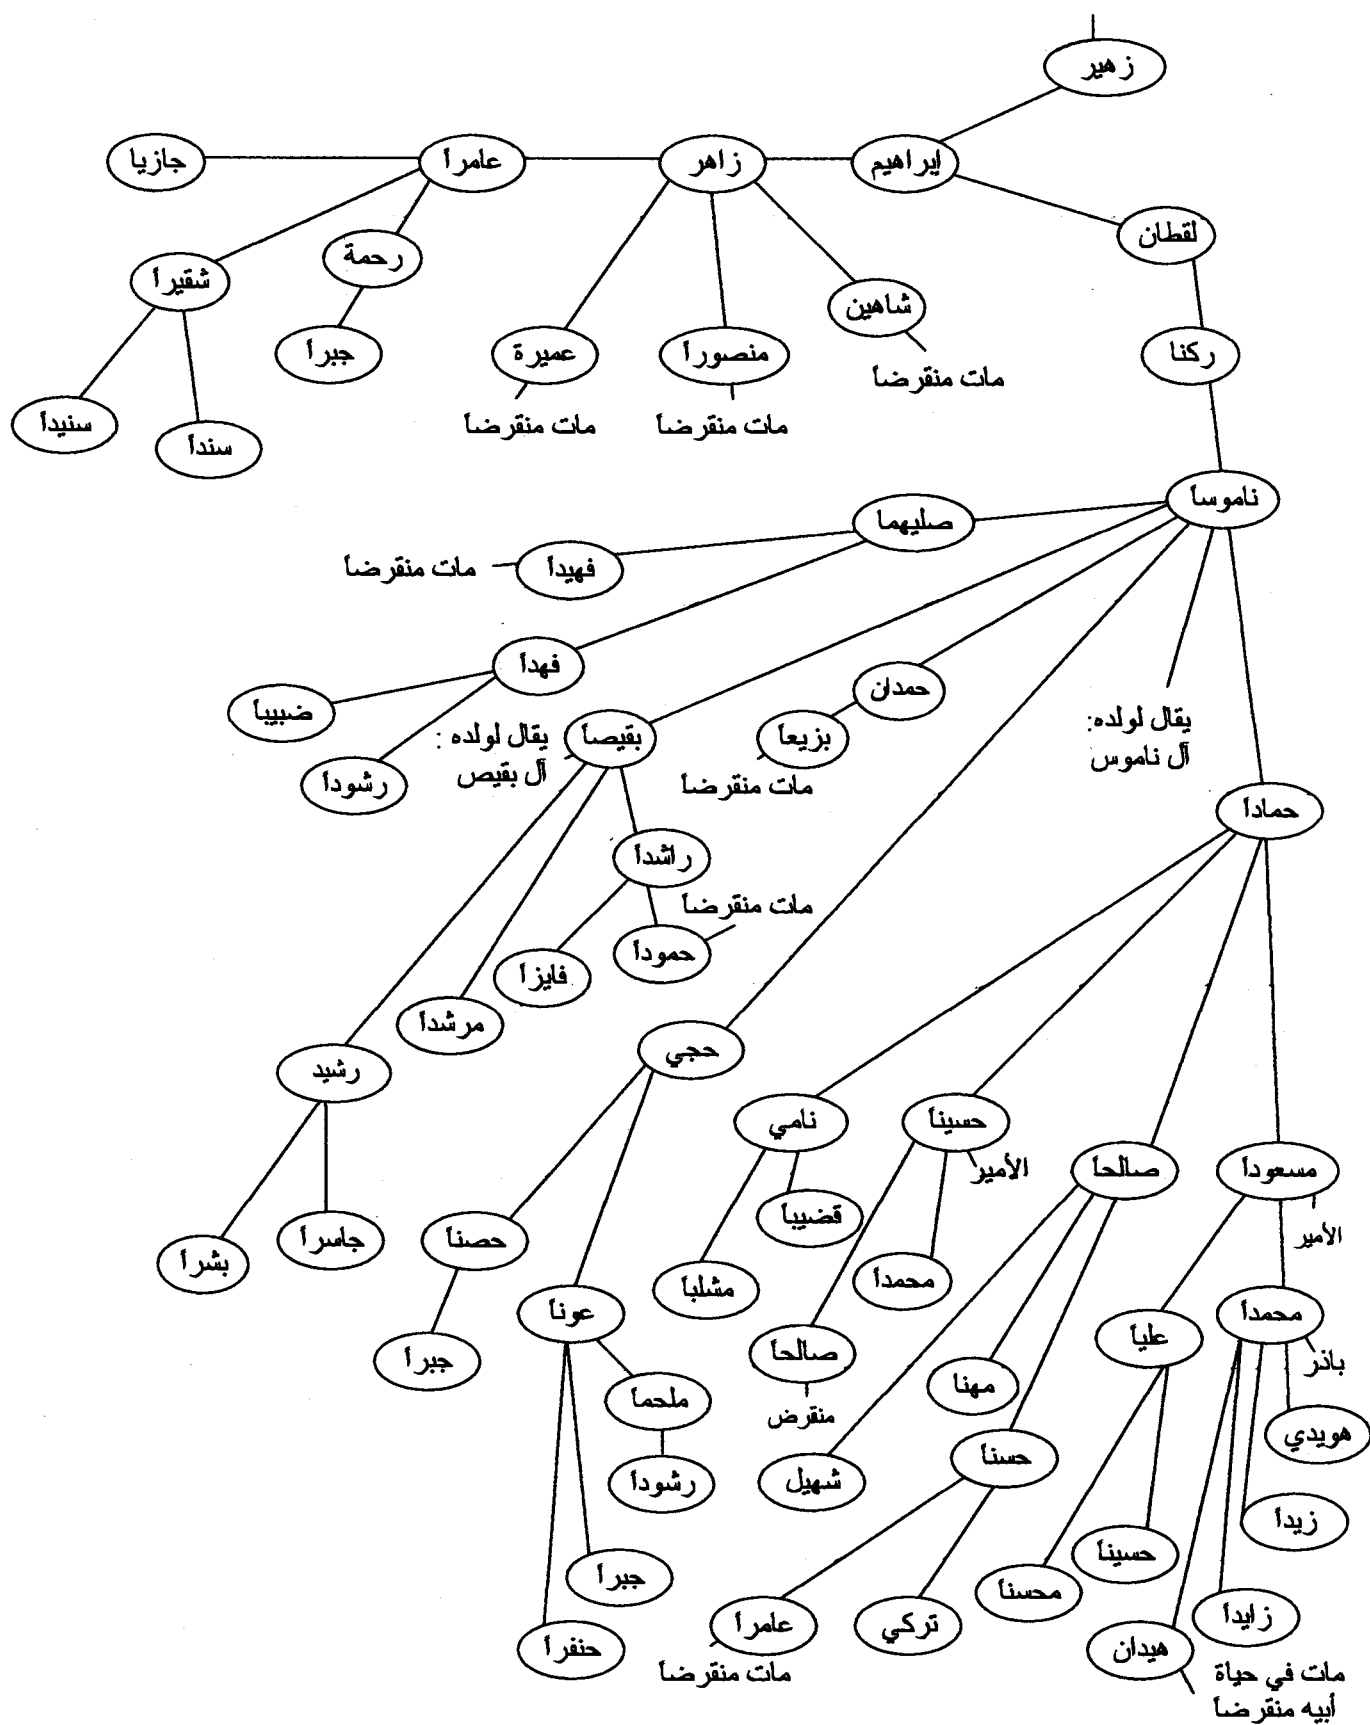 زهير
إبراهيم
زاهر
عامراً
جازيا
لقطان
رحمة
شقيراً
شاهين
مات منقرضاً
ركنا
منصوراً
مات منقرضاً
عميرة
مات منقرضاً
جبراً
سنيداً
سنداً
ناموساً
صليهما
فهيداً
مات منقرضاً
فهداً
ضبيبا
رشوداً
حمدان
بزيعاً
مات منقرضاً
بقيصاً
يقال لولده :
آل بقيص
يقال لولده:
آل ناموس
حماداً
راشداً
مات منقرضاً
حموداً
فايزاً
مرشداً
رشيد
حجي
جاسراً
بشراً
نامي
حسيناً
الأمير
صالحاً
مسعوداً
الأمير
قضيباً
مشلبا
حصناً
جبراً
عوناً
محمداً
صالحاً
منقرض
محمداً
باذر
علياً
مهنا
ملحما
رشوداً
شهيل
حسناً
هويدي
زيداً
حسيناً
محسناً
جبراً
حنفراً
عامراً
مات منقرضاً
تركي
زايداً
هيدان
مات في حياة
أبيه منقرضاً